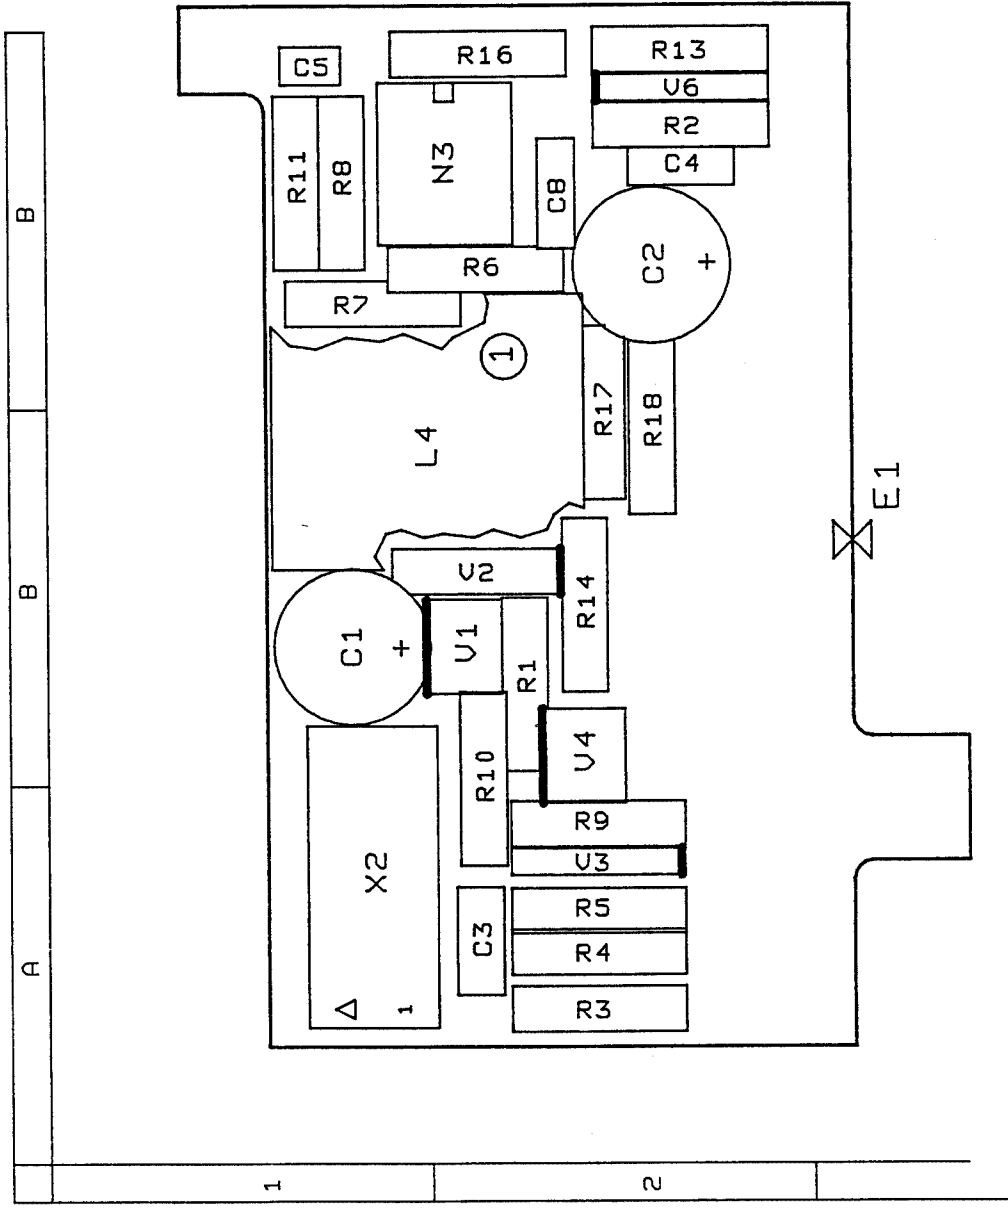 B
B
A
1
2
C5
R16
R13
V6
R2
C4
R11
R8
N3
C8
R6
C2
+
R7
1
L4
R17
R18
E1
V2
R14
C1
+
V1
R1
R10
V4
X2
R9
V3
R5
C3
R4
1
R3